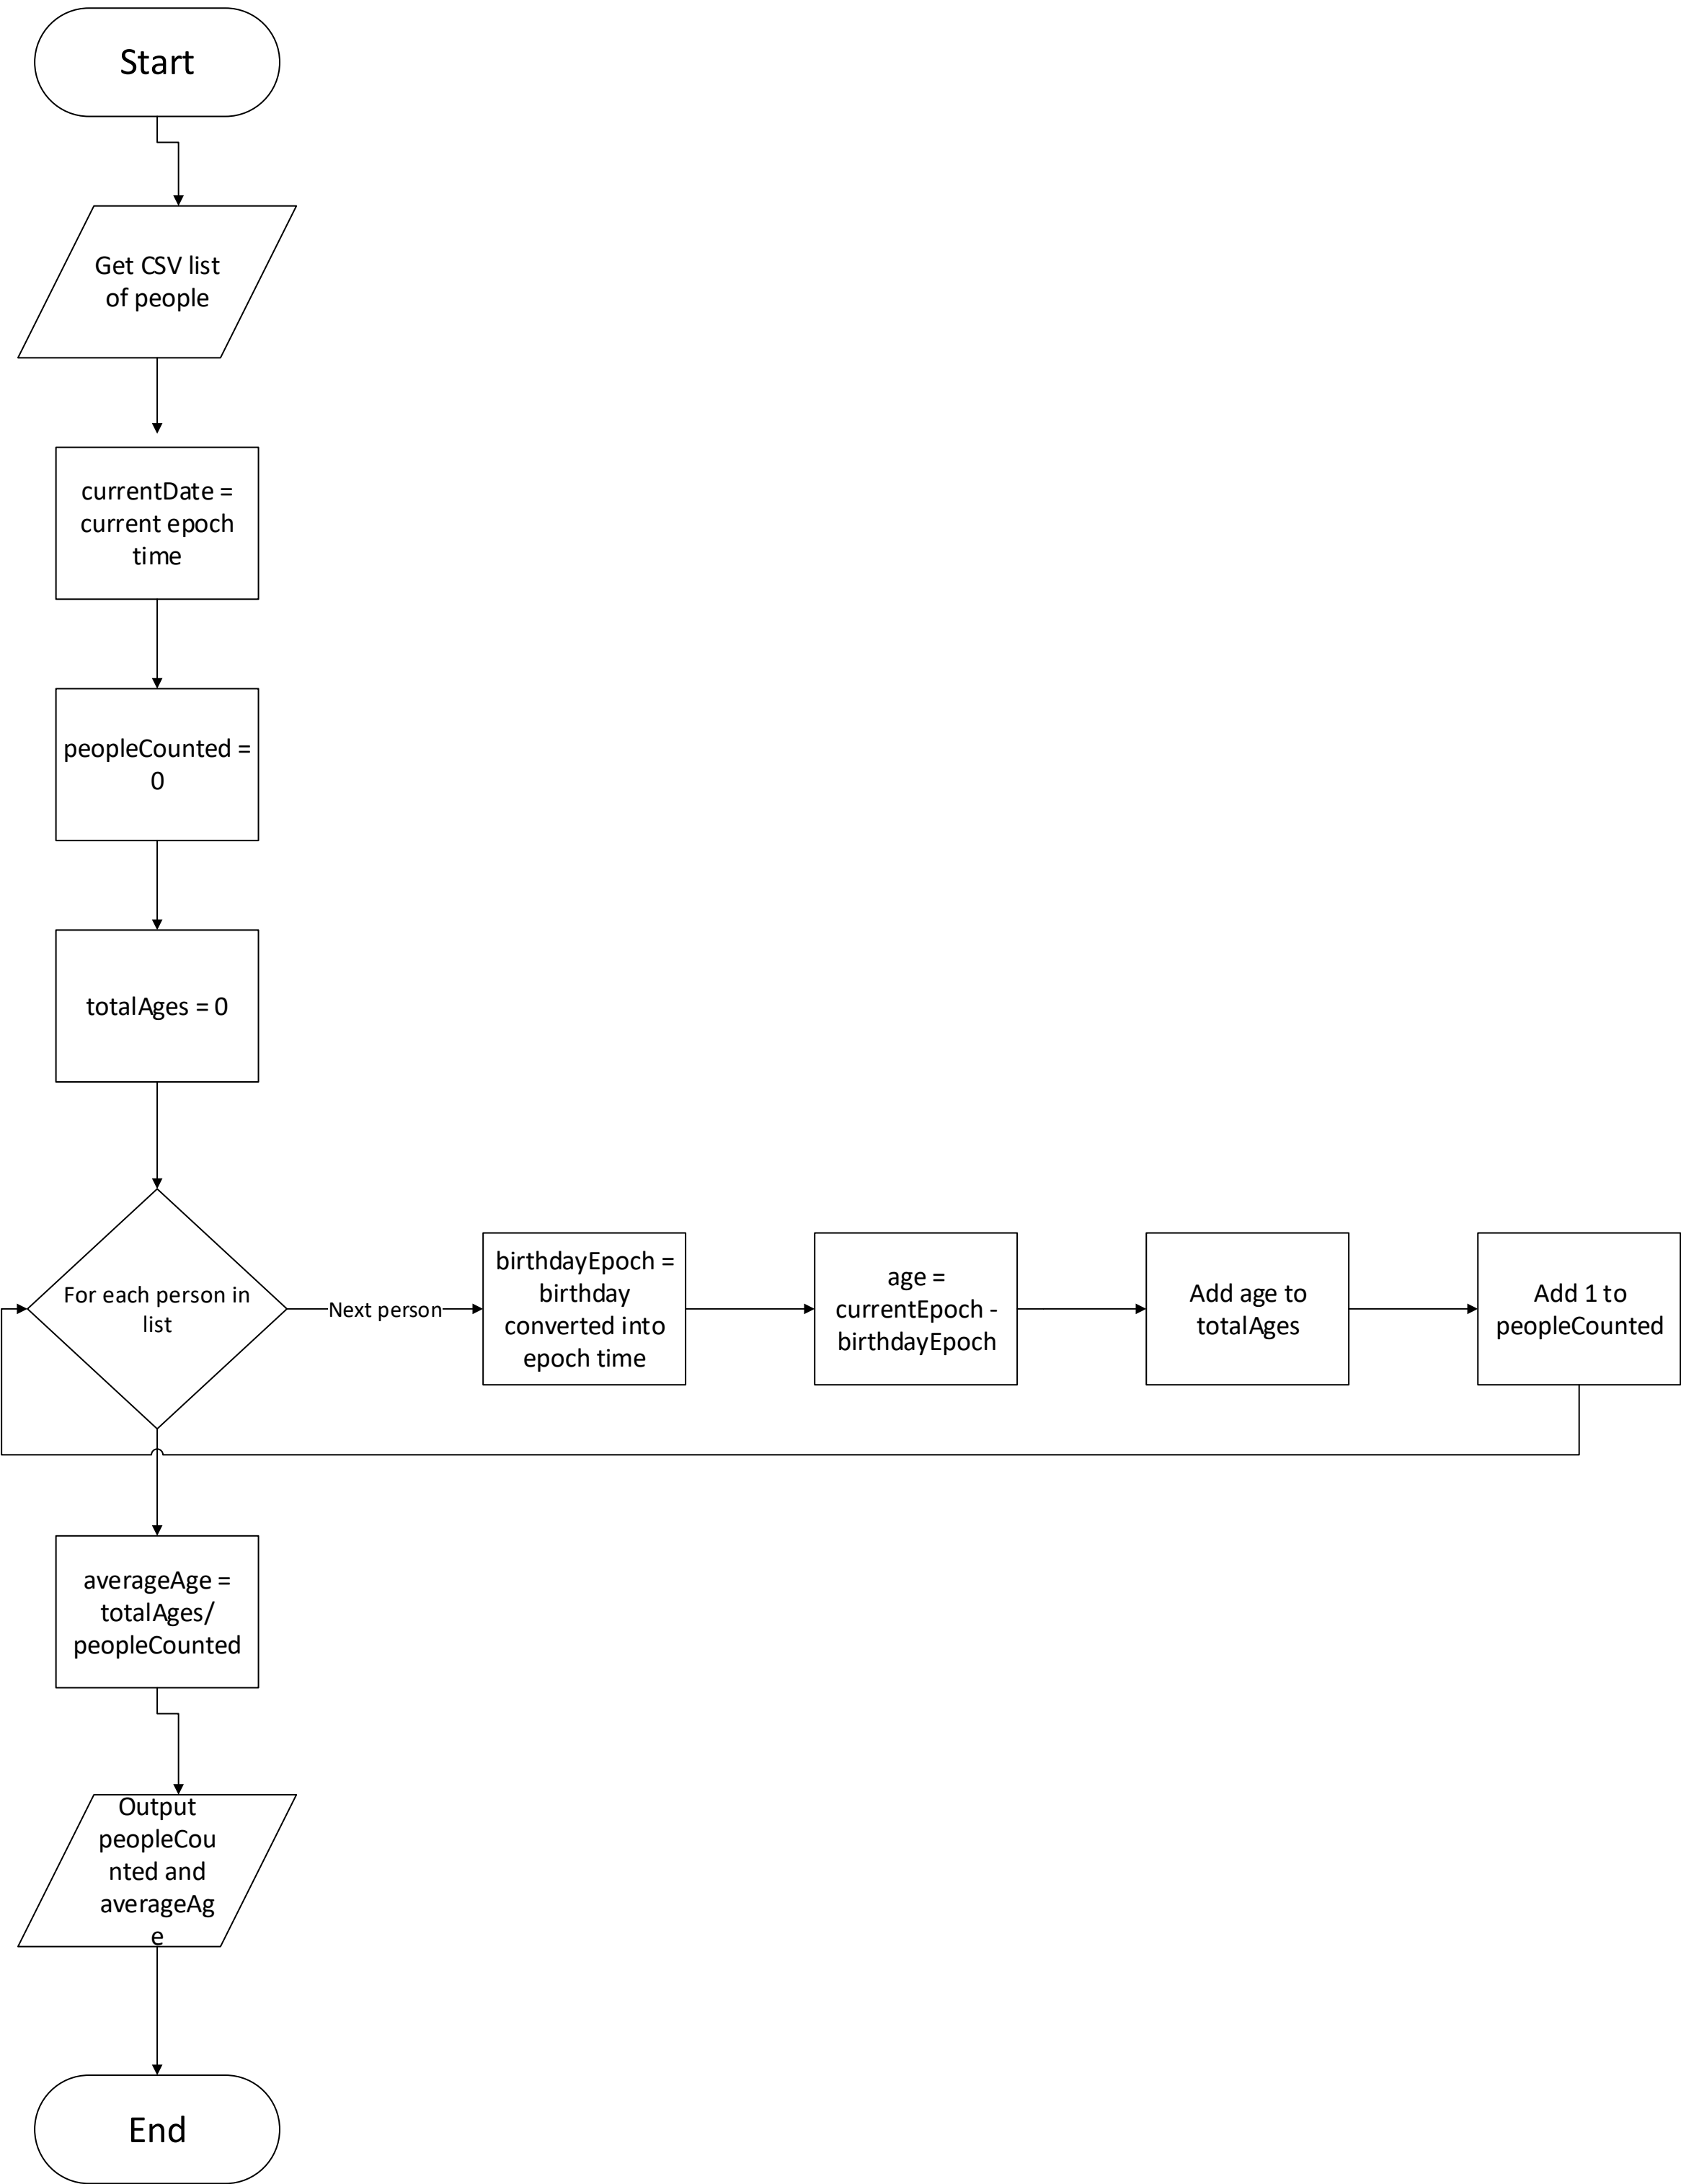 Start
Get CSV list
of people
currentDate =
current epoch
time
peopleCounted =
0
totalAges = 0
For each person in
list
Next person
birthdayEpoch =
birthday
converted into
epoch time
age =
currentEpoch -
birthdayEpoch
Add age to
totalAges
Add 1 to
peopleCounted
averageAge =
totalAges/
peopleCounted
Output
peopleCou
nted and
averageAg
e
End